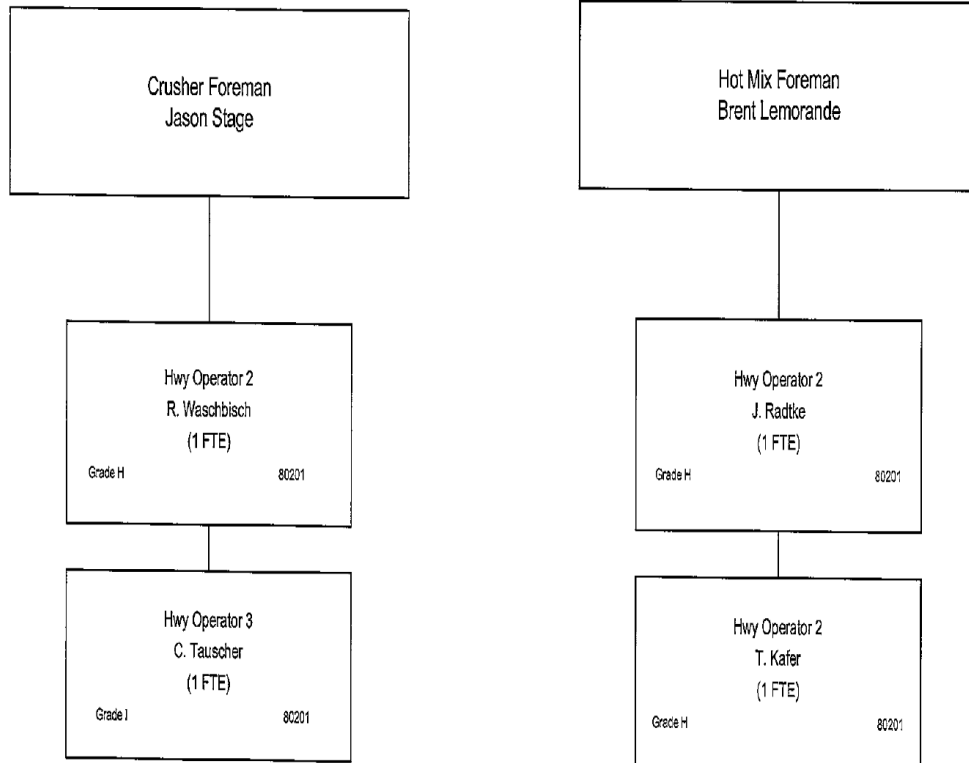 Crusher Foreman
Jason Stage
Hwy Operator 2
R. Waschbisch
(1 FTE)
Grade H 80201
Hwy Operator 3
C. Tauscher
(1 FTE)
Grade I 80201
Hot Mix Foreman
Brent Lemorande
Hwy Operator 2
J. Radtke
(1 FTE)
Grade H 80201
Hwy Operator 2
T. Kafer
(1 FTE)
Grade H 80201